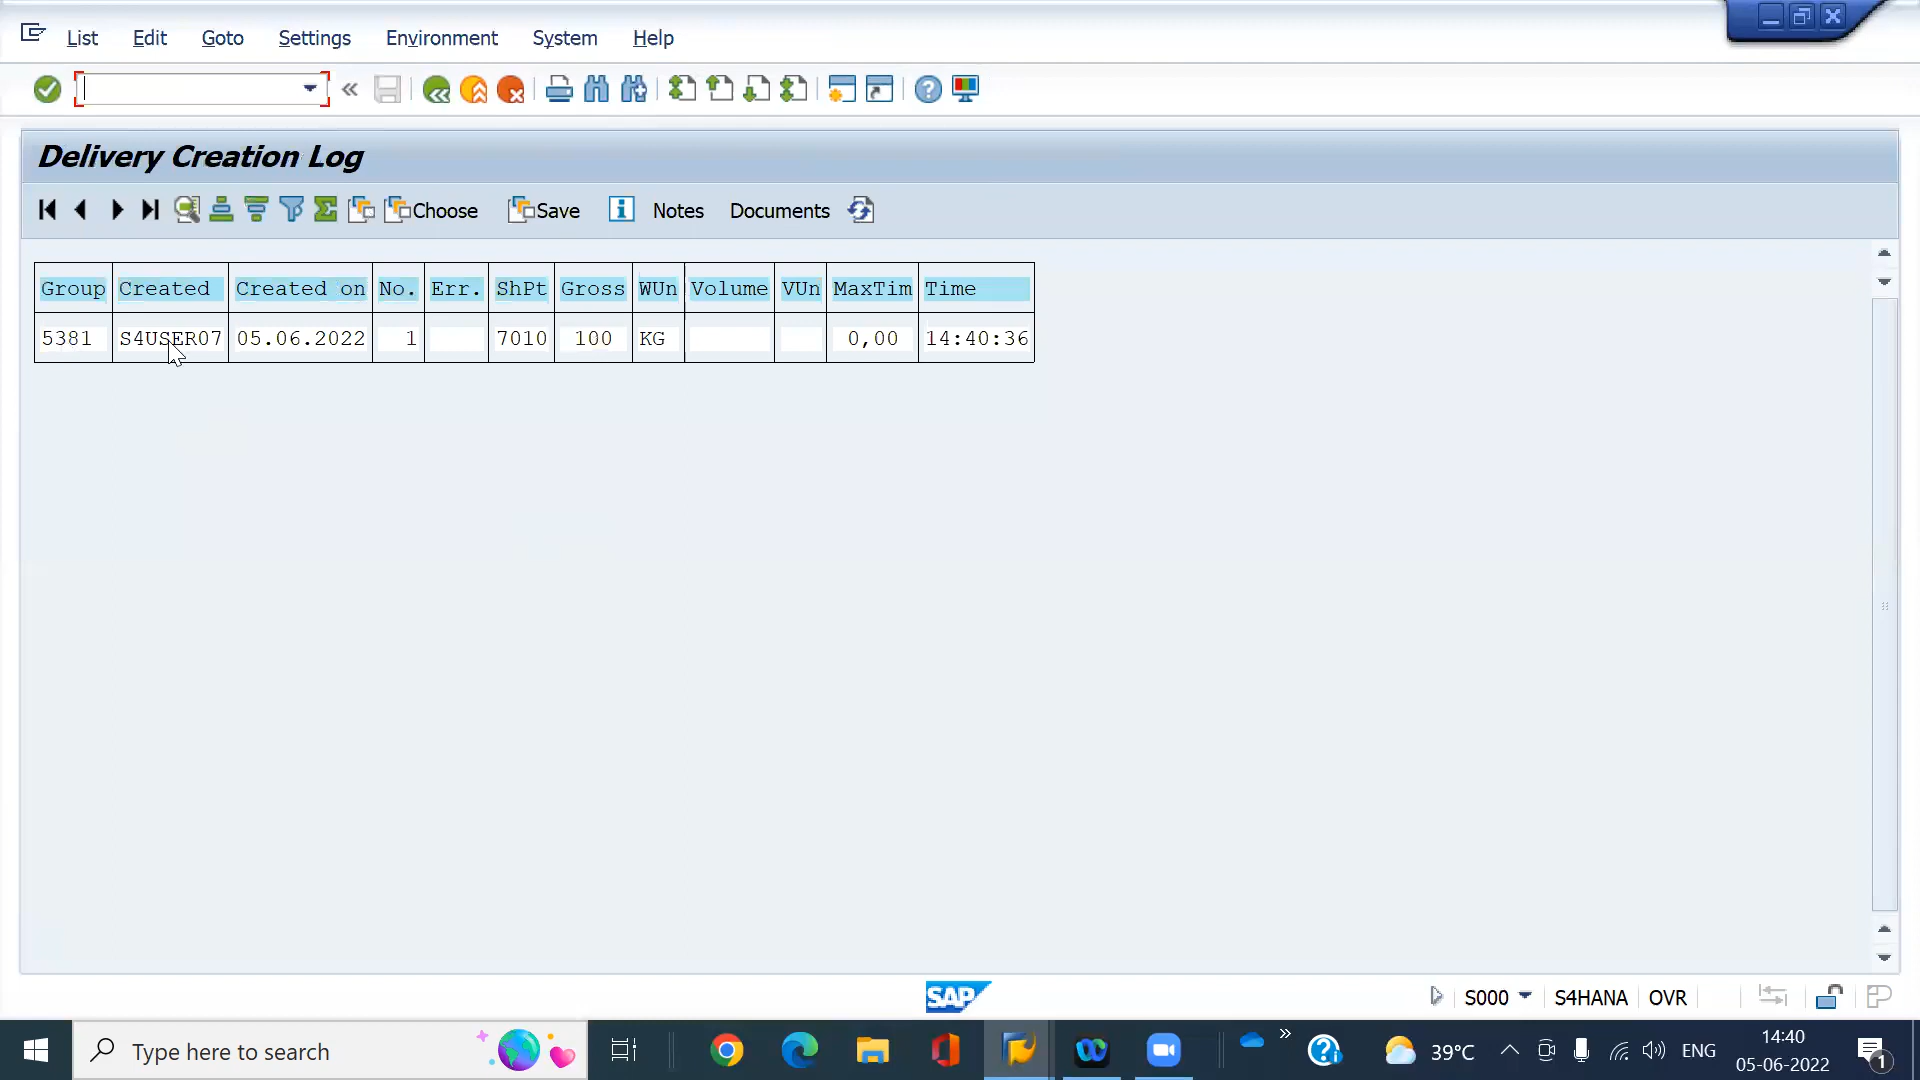 List Edit Goto Settings Environment System Help
Delivery Creation Log
Choose Save Notes Documents
Group Created Created on No. Err. ShPt Gross WUn Volume VUn MaxTim Time
5381 S4USER07 05.06.2022 1 7010 100 KG 0,00 14:40:36
SAP S000 S4HANA OVR
Type here to search 39°C ENG 14:40
05-06-2022 1